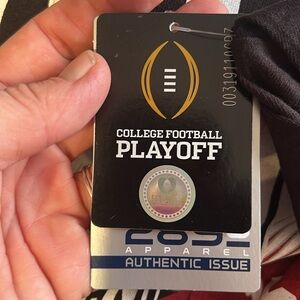 COLLEGE FOOTBALL
PLAYOFF
APPAREL
AUTHENTIC ISSUE